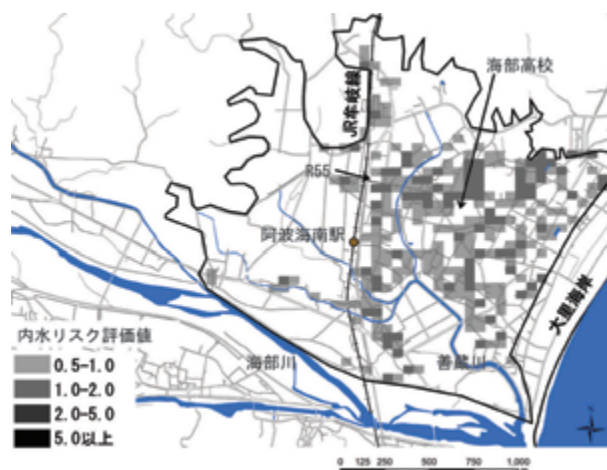 海部高校
JR牟岐線
R55
阿波海南駅
大里海岸
内水リスク評価値
0.5-1.0
1.0-2.0
2.0-5.0
5.0以上
海部川
善蔵川
0 125 250 500 750 1,000